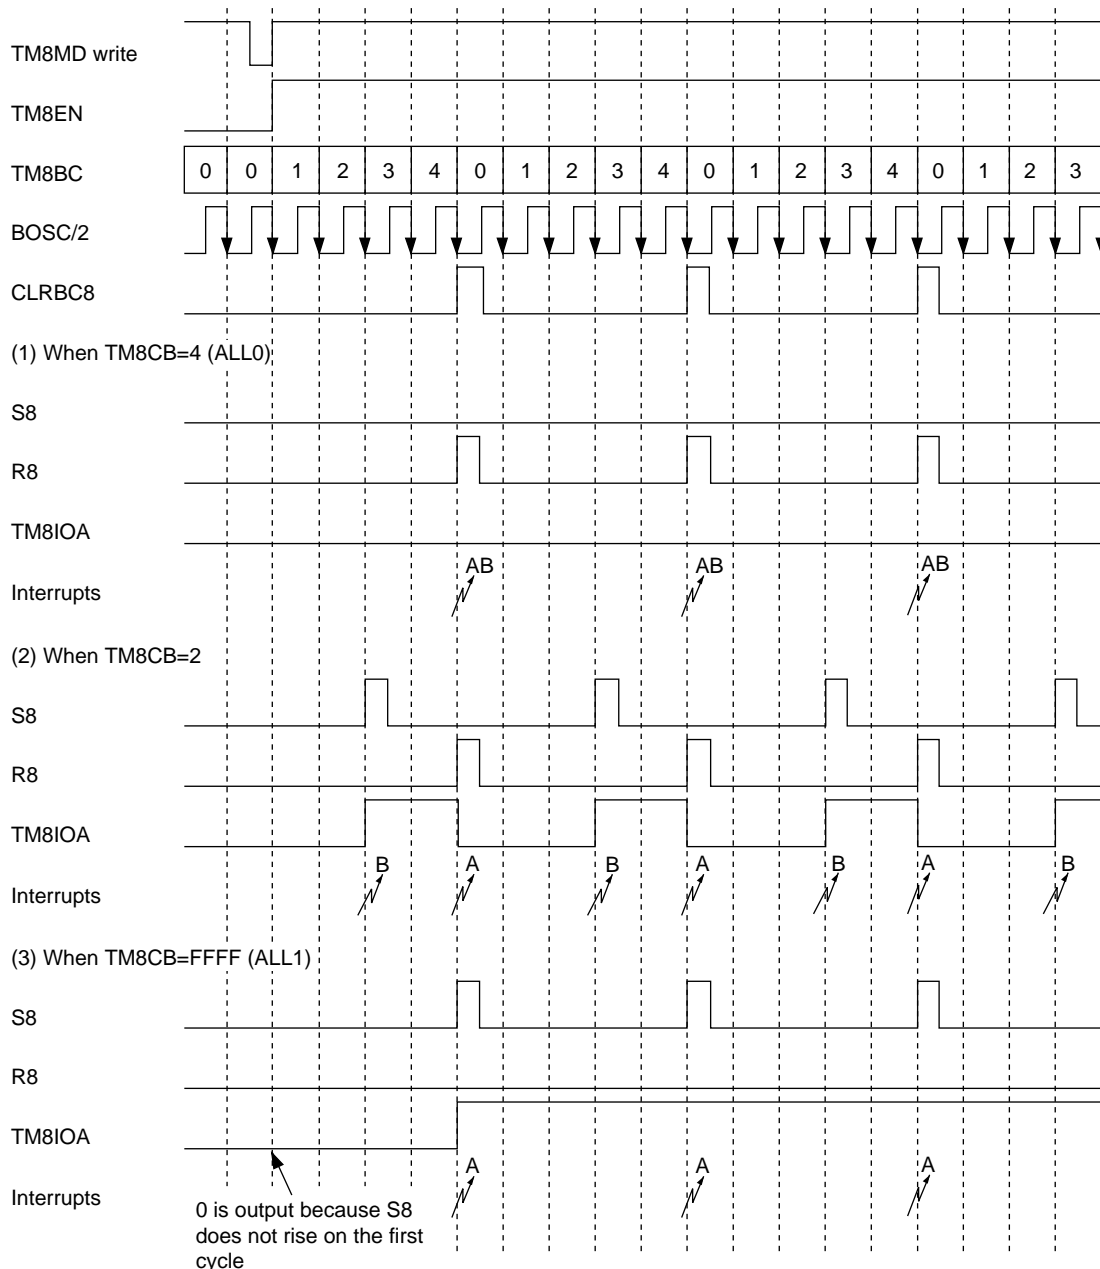 TM8MD write
TM8EN
TM8BC 0 0 1 2 3 4 0 1 2 3 4 0 1 2 3 4 0 1 2 3
BOSC/2
CLRBC8
(1) When TM8CB=4 (ALL0)
S8
R8
TM8IOA
AB AB AB
Interrupts
(2) When TM8CB=2
S8
R8
TM8IOA
B A B A B A B
Interrupts
(3) When TM8CB=FFFF (ALL1)
S8
R8
TM8IOA
A A A
Interrupts
0 is output because S8
does not rise on the first
cycle